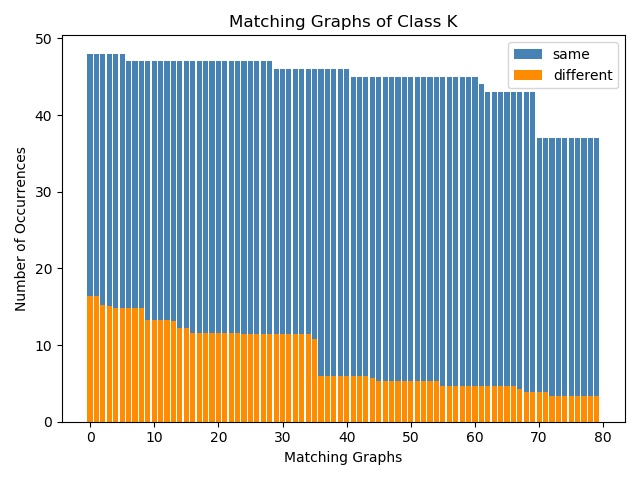 Matching Graphs of Class K
same
different
Number of Occurrences
50
40
30
20
10
0
0 10 20 30 40 50 60 70 80
Matching Graphs